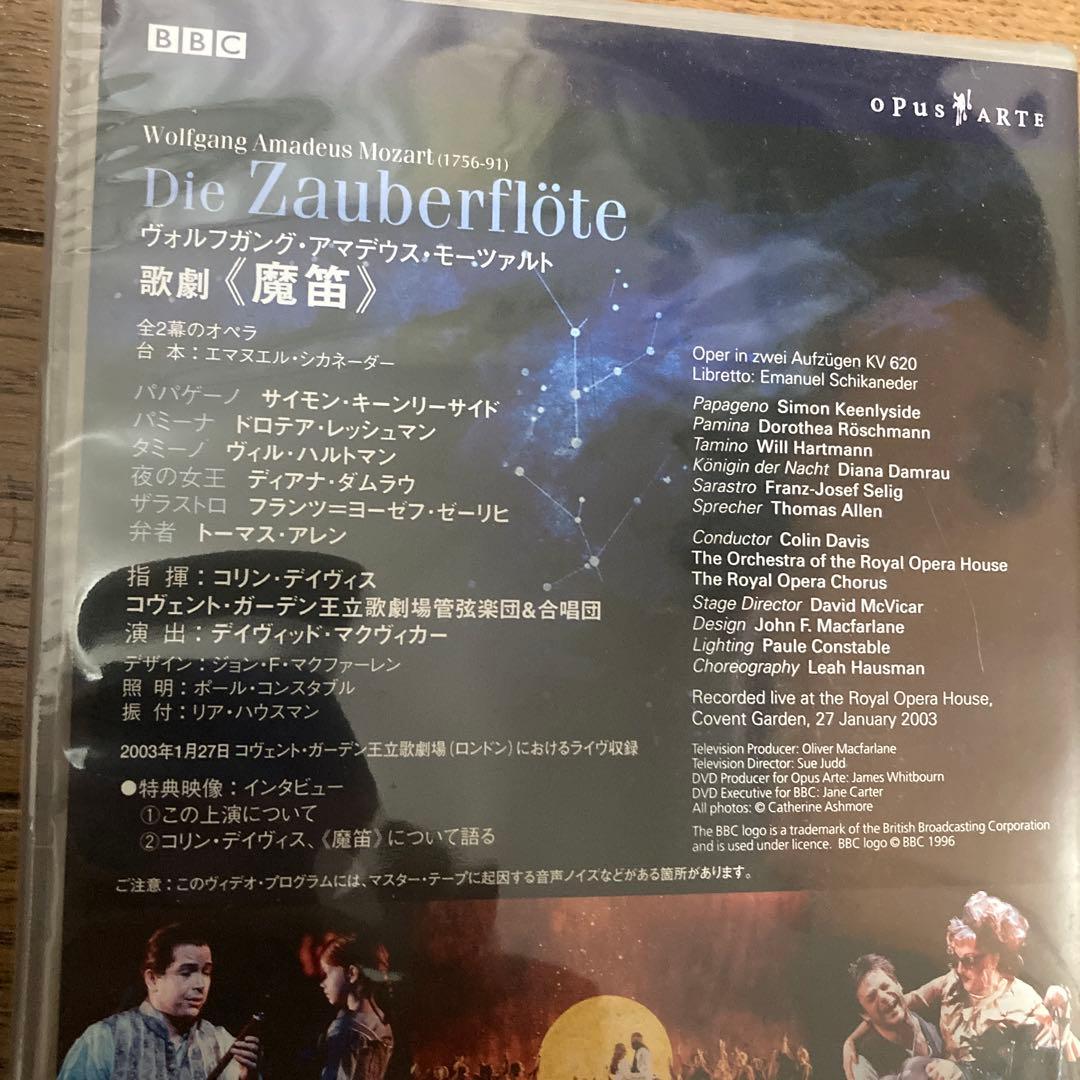 BBC
OPUS ARTE
Wolfgang Amadeus Mozart (1756-91)
Die Zauberflöte
ヴォルフガング・アマデウス・モーツァルト
歌劇《魔笛》
全2幕のオペラ
台 本：エマヌエル・シカネーダー
パパゲーノ サイモン・キーンリーサイド
パミーナ ドロテア・レッシュマン
タミーノ ヴィル・ハルトマン
夜の女王 ディアナ・ダムラウ
ザラストロ フランツ＝ヨーゼフ・ゼーリヒ
弁者 トーマス・アレン
指 揮：コリン・デイヴィス
コヴェント・ガーデン王立歌劇場管弦楽団&合唱団
演 出：デイヴィッド・マクヴィカー
デザイン：ジョン・F・マクファーレン
照 明：ポール・コンスタブル
振 付：リア・ハウスマン
2003年1月27日 コヴェント・ガーデン王立歌劇場（ロンドン）におけるライヴ収録
●特典映像：インタビュー
①この上演について
②コリン・デイヴィス、《魔笛》について語る
Oper in zwei Aufzügen KV 620
Libretto: Emanuel Schikaneder
Papageno Simon Keenlyside
Pamina Dorothea Röschmann
Tamino Will Hartmann
Königin der Nacht Diana Damrau
Sarastro Franz-Josef Selig
Sprecher Thomas Allen
Conductor Colin Davis
The Orchestra of the Royal Opera House
The Royal Opera Chorus
Stage Director David McVicar
Design John F. Macfarlane
Lighting Paule Constable
Choreography Leah Hausman
Recorded live at the Royal Opera House,
Covent Garden, 27 January 2003
Television Producer: Oliver Macfarlane
Television Director: Sue Judd
DVD Producer for Opus Arte: James Whitbourn
DVD Executive for BBC: Jane Carter
All photos: © Catherine Ashmore
The BBC logo is a trademark of the British Broadcasting Corporation
and is used under licence. BBC logo © BBC 1996
ご注意：このヴィデオ・プログラムには、マスター・テープに起因する音声ノイズなどがある箇所があります。